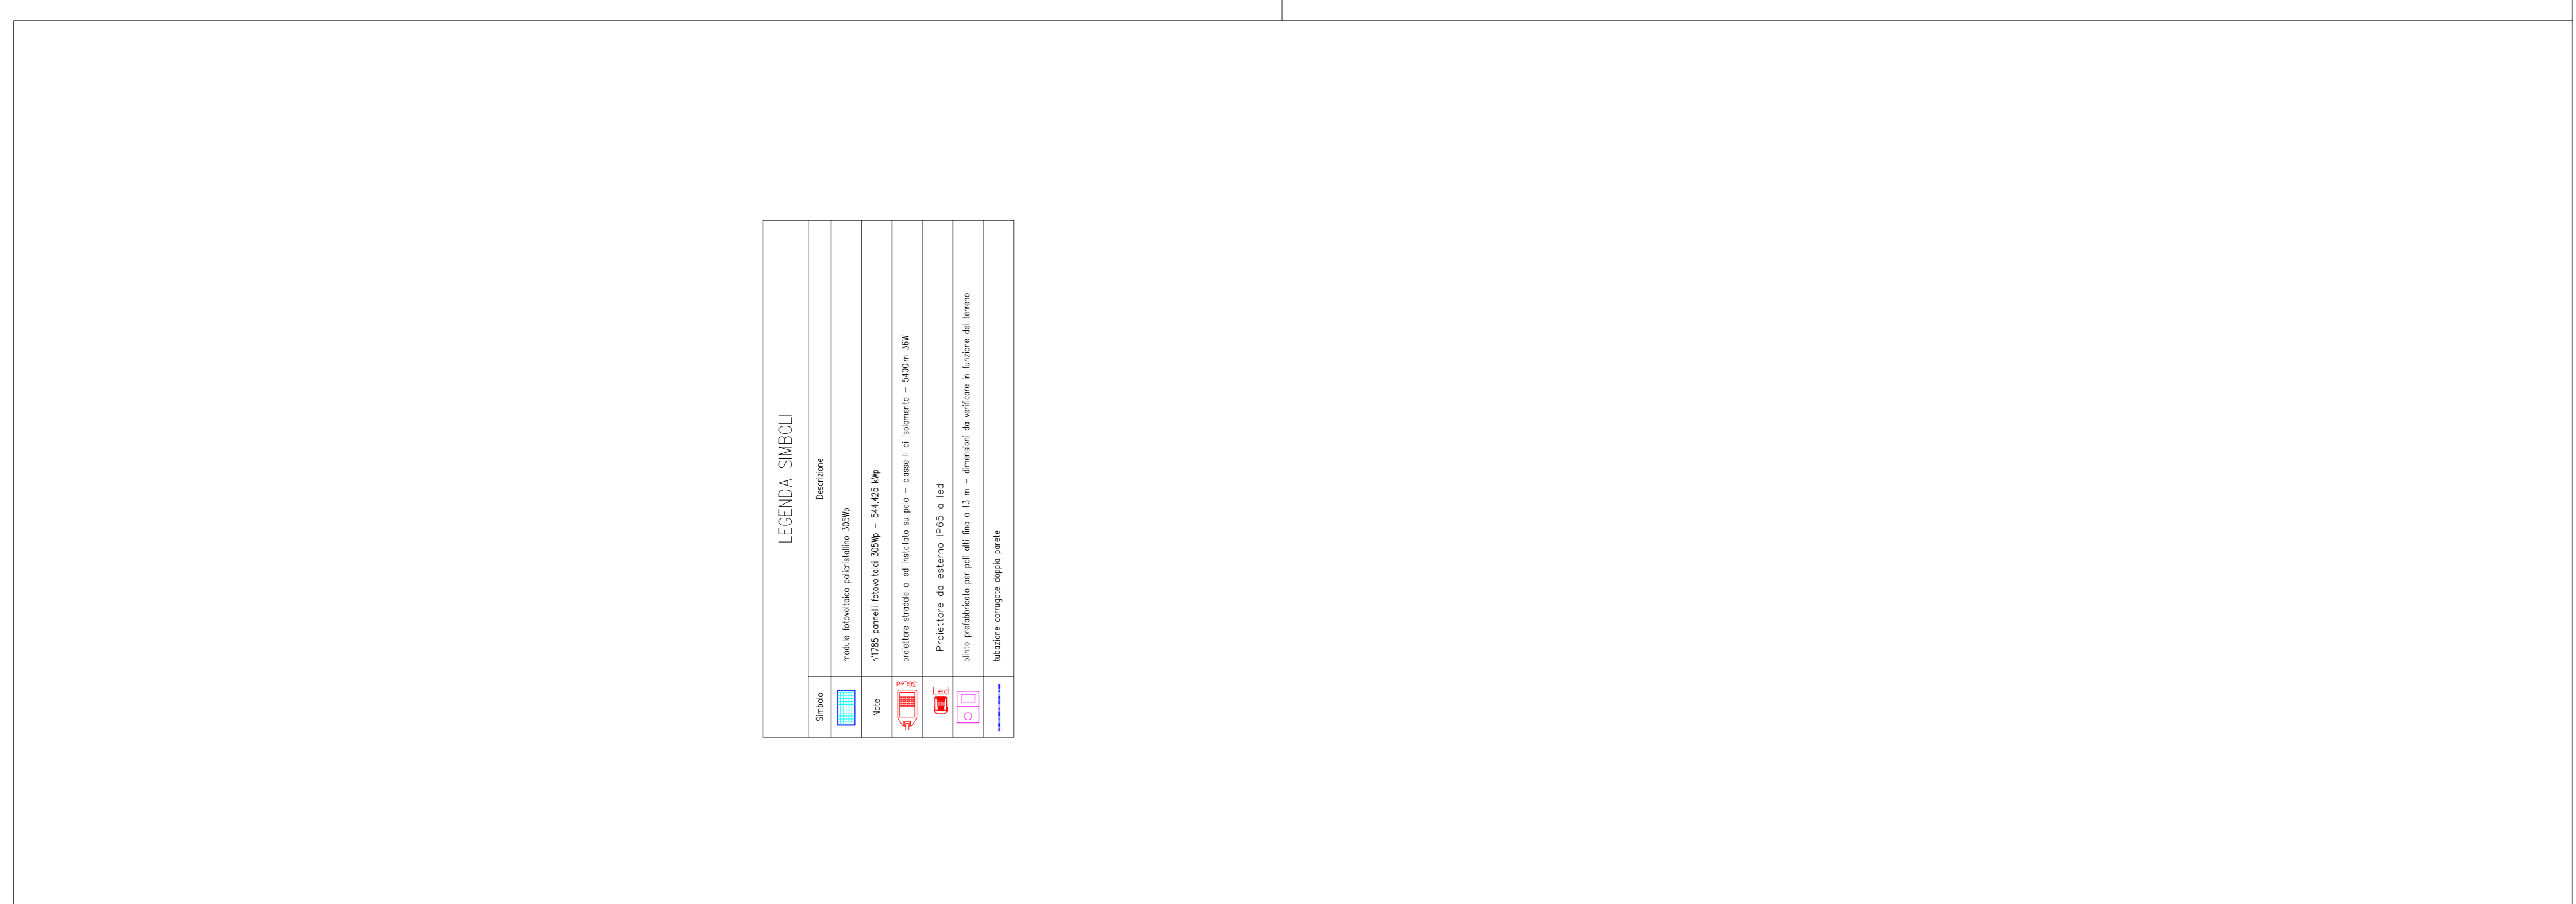 LEGENDA SIMBOLI
Simbolo Descrizione
modulo fotovoltaico policristallino 305Wp
Note n°1785 pannelli fotovoltaici 305Wp – 544,425 kWp
36Led proiettore stradale a led installato su palo – classe II di isolamento – 5400lm 36W
Led Proiettore da esterno IP65 a led
plinto prefabbricato per pali alti fino a 13 m – dimensioni da verificare in funzione del terreno
tubazione corrugate doppia parete